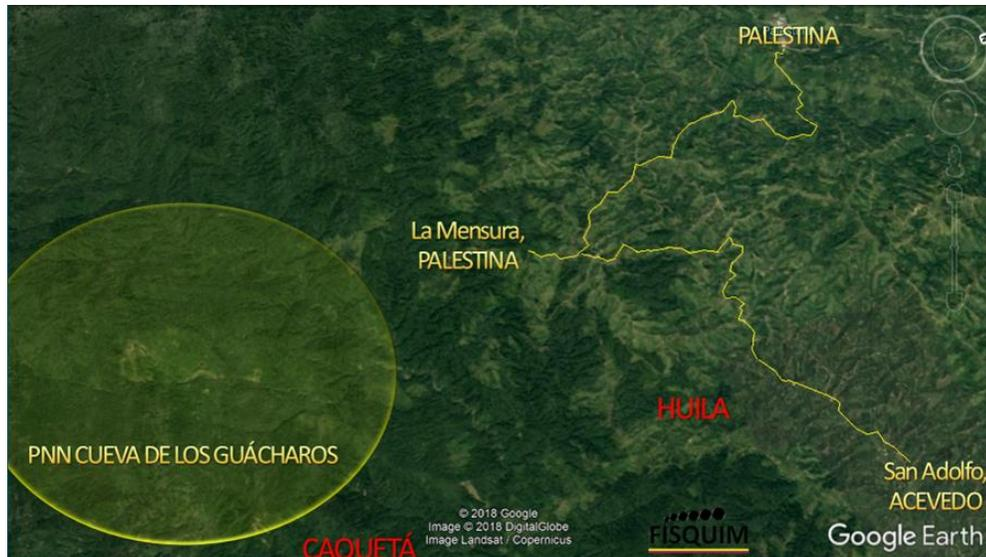 PALESTINA
La Mensura,
PALESTINA
HUILA
PNN CUEVA DE LOS GUÁCHAROS
San Adolfo,
ACEVEDO
© 2018 Google
Image © 2018 DigitalGlobe
Image Landsat / Copernicus
CAQUETÁ
FÍSQUIM
Google Earth